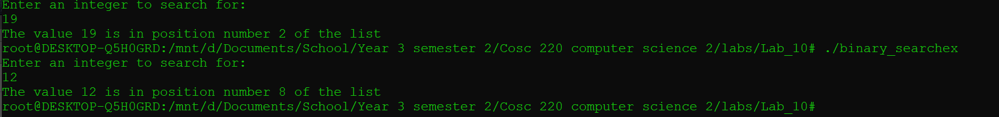 Enter an integer to search for:
19
The value 19 is in position number 2 of the list
root@DESKTOP-Q5H0GRD:/mnt/d/Documents/School/Year 3 semester 2/Cosc 220 computer science 2/labs/Lab_10# ./binary_searchex
Enter an integer to search for:
12
The value 12 is in position number 8 of the list
root@DESKTOP-Q5H0GRD:/mnt/d/Documents/School/Year 3 semester 2/Cosc 220 computer science 2/labs/Lab_10#